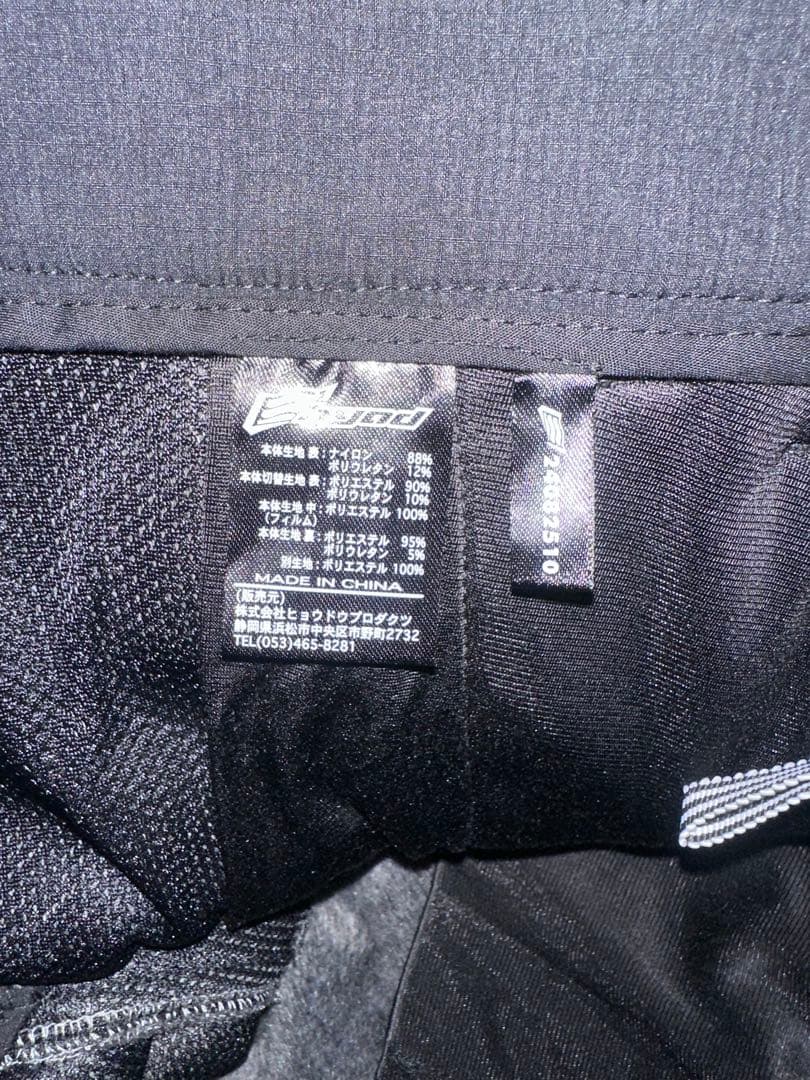 本体生地 表：ナイロン 88%
ポリウレタン 12%
本体切替生地 表：ポリエステル 90%
ポリウレタン 10%
本体生地 中：ポリエステル 100%
(フィルム)
本体生地 裏：ポリエステル 95%
ポリウレタン 5%
別生地：ポリエステル 100%
MADE IN CHINA
(販売元)
株式会社ヒョウドウプロダクツ
静岡県浜松市中央区市野町2732
TEL(053)465-8281
24082510